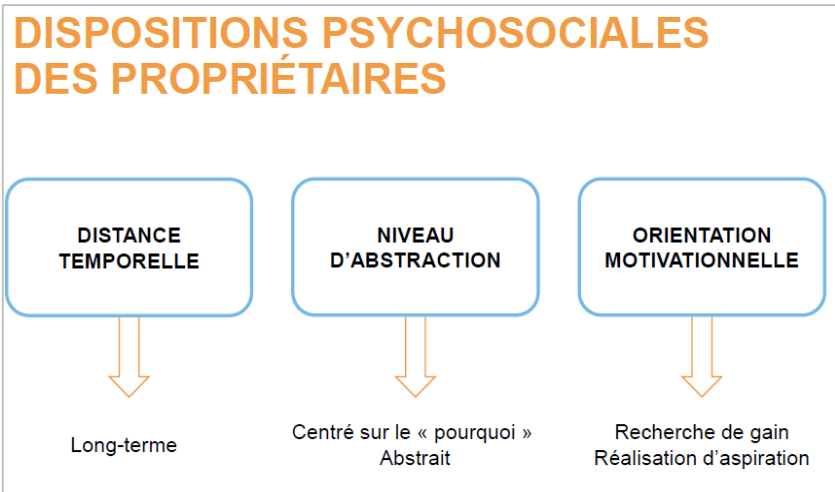 DISPOSITIONS PSYCHOSOCIALES
DES PROPRIÉTAIRES
DISTANCE
TEMPORELLE
NIVEAU
D’ABSTRACTION
ORIENTATION
MOTIVATIONNELLE
Long-terme
Centré sur le « pourquoi »
Abstrait
Recherche de gain
Réalisation d’aspiration